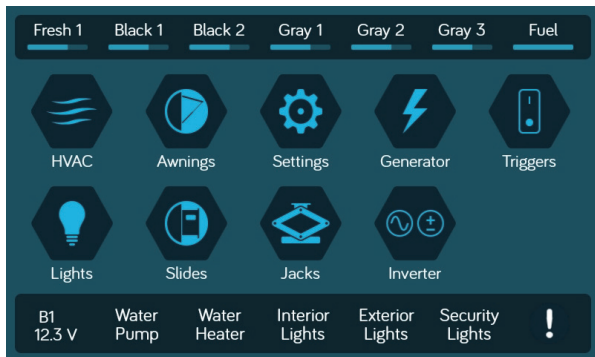 Fresh 1 Black 1 Black 2 Gray 1 Gray 2 Gray 3 Fuel
HVAC Awnings Settings Generator Triggers
Lights Slides Jacks Inverter
B1 Water Water Interior Exterior Security
12.3 V Pump Heater Lights Lights Lights !